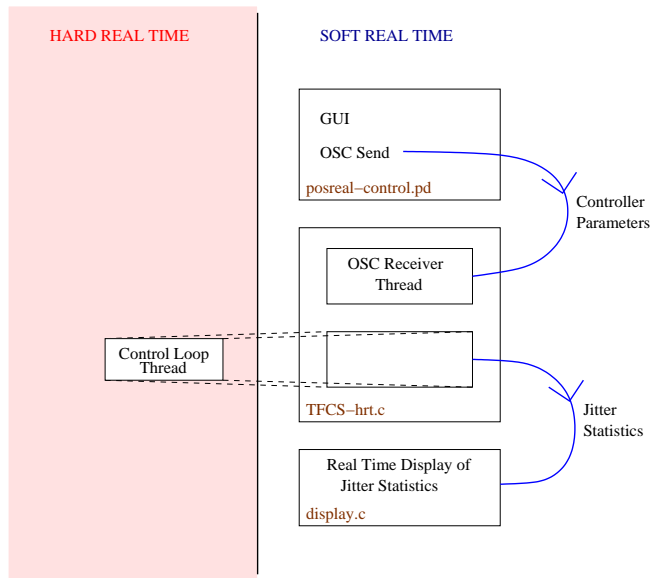 HARD REAL TIME
SOFT REAL TIME
GUI
OSC Send
posreal−control.pd
Controller
Parameters
OSC Receiver
Thread
Control Loop
Thread
TFCS−hrt.c
Jitter
Statistics
Real Time Display of
Jitter Statistics
display.c